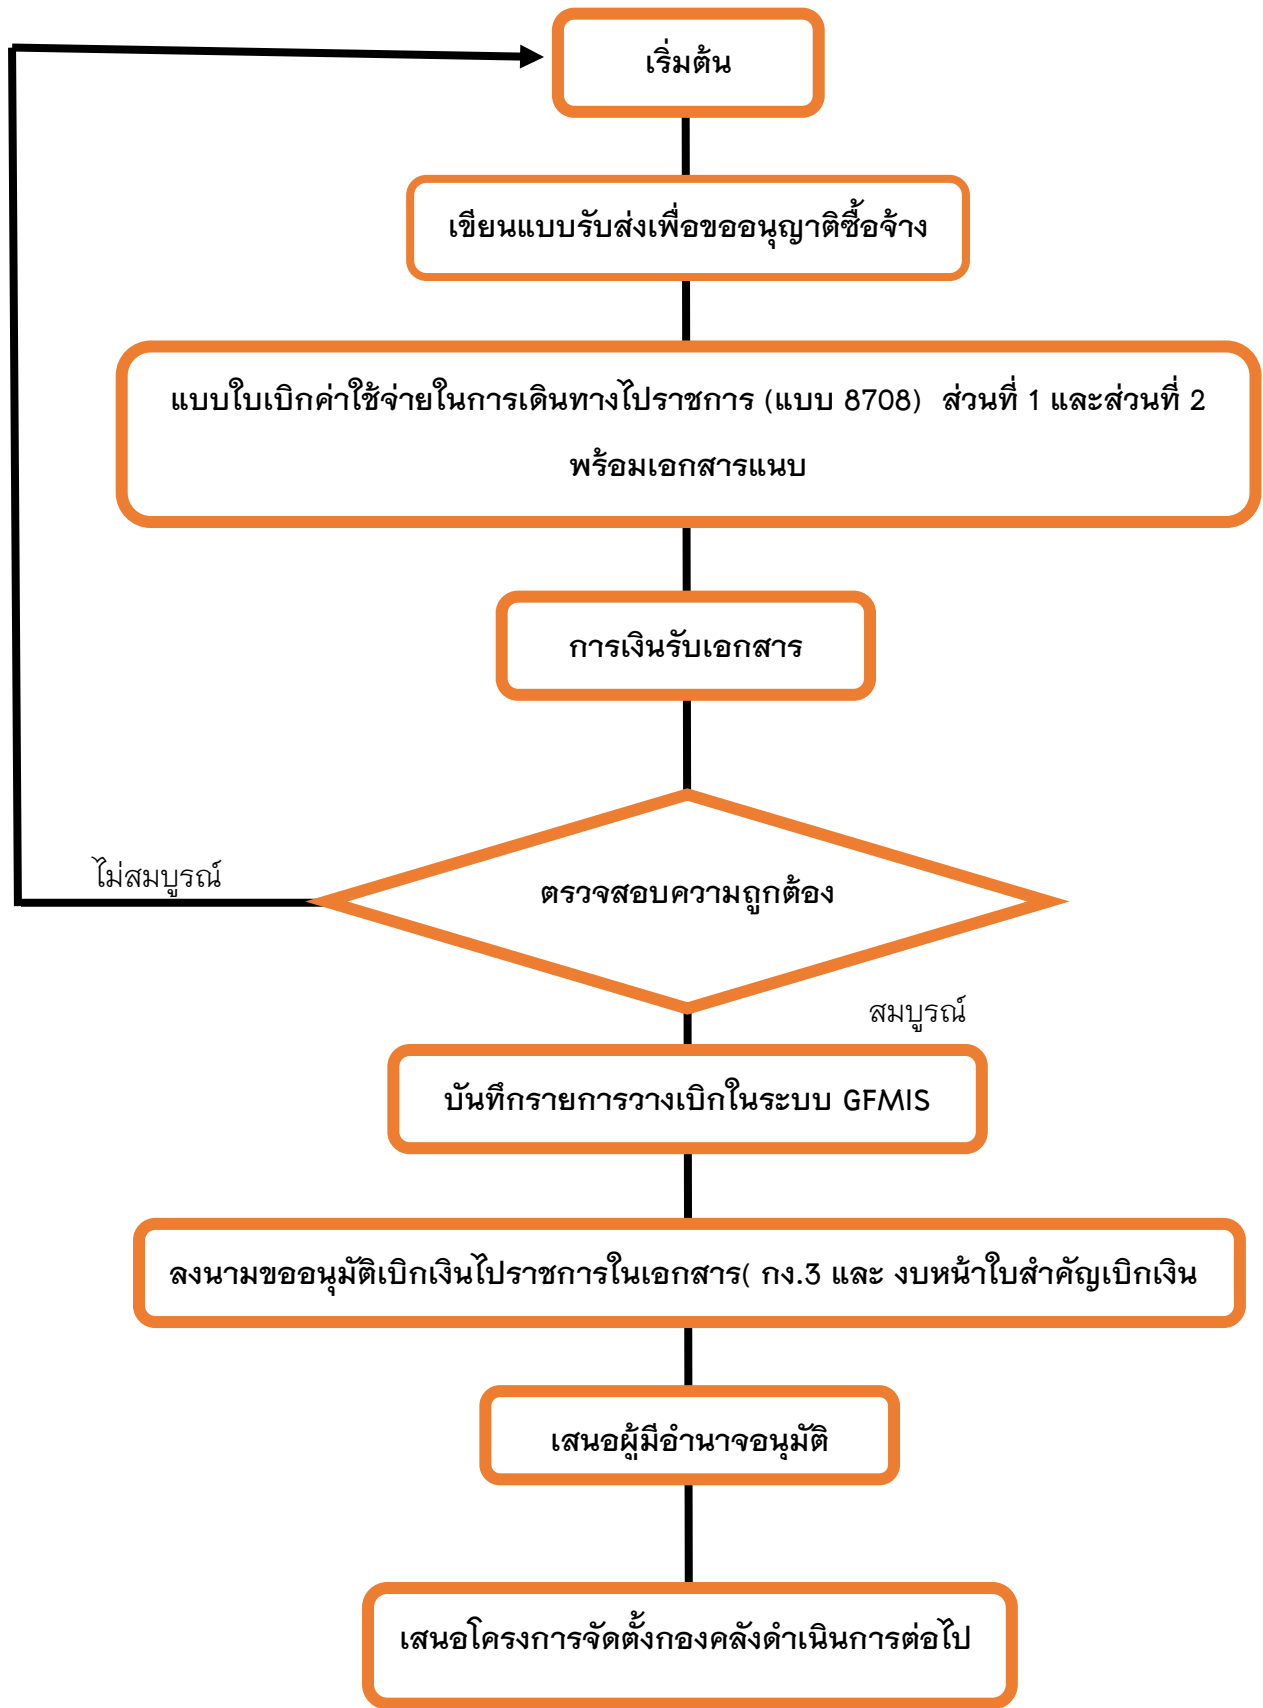 เริ่มต้น
เขียนแบบรับส่งเพื่อขออนุญาติซื้อจ้าง
แบบใบเบิกค่าใช้จ่ายในการเดินทางไปราชการ (แบบ 8708) ส่วนที่ 1 และส่วนที่ 2
พร้อมเอกสารแนบ
การเงินรับเอกสาร
ไม่สมบูรณ์
ตรวจสอบความถูกต้อง
สมบูรณ์
บันทึกรายการวางเบิกในระบบ GFMIS
ลงนามขออนุมัติเบิกเงินไปราชการในเอกสาร( กง.3 และ งบหน้าใบสำคัญเบิกเงิน
เสนอผู้มีอำนาจอนุมัติ
เสนอโครงการจัดตั้งกองคลังดำเนินการต่อไป